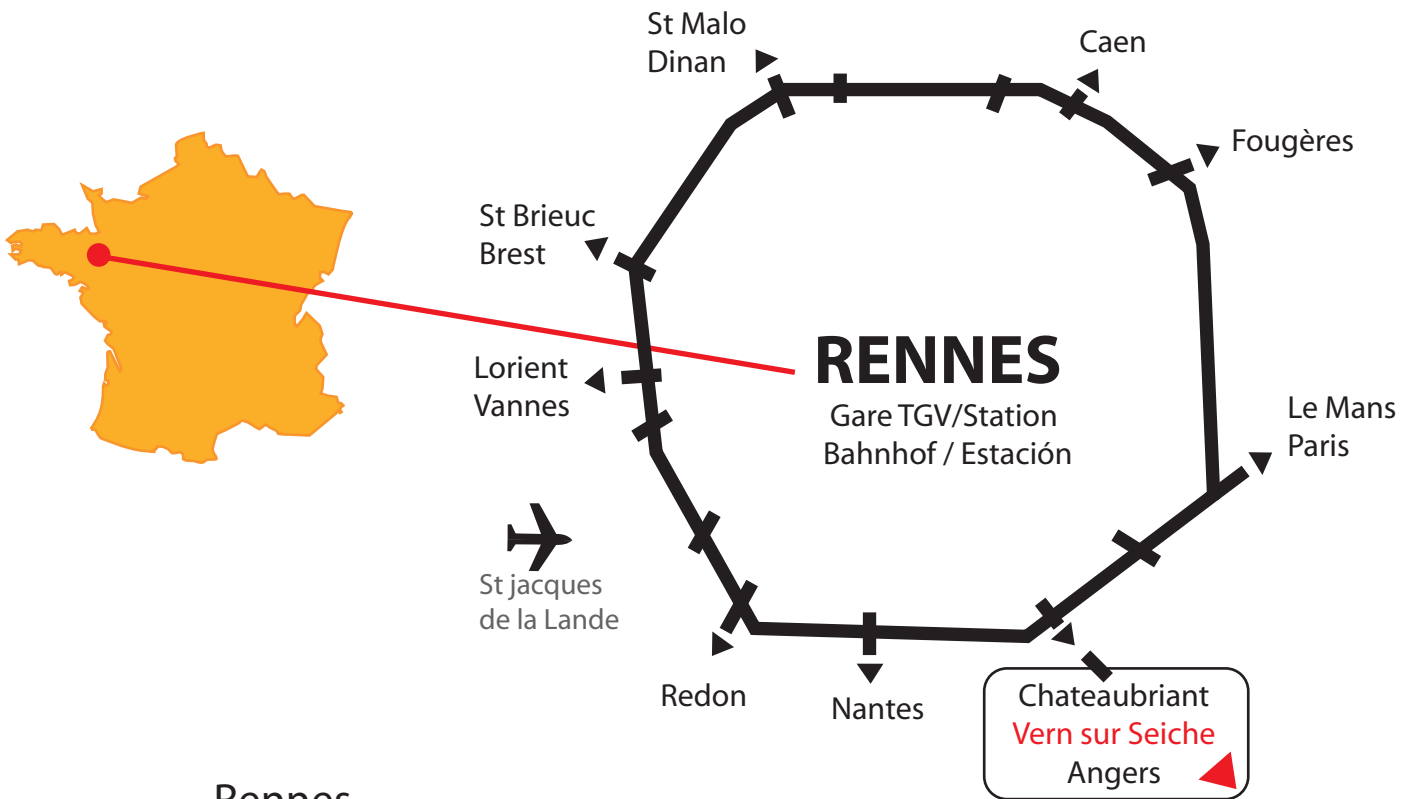 St Malo
Dinan
Caen
Fougères
St Brieuc
Brest
Lorient
Vannes
RENNES
Gare TGV/Station
Bahnhof / Estación
Le Mans
Paris
St jacques
de la Lande
Redon
Nantes
Chateaubriant
Vern sur Seiche
Angers
Rennes